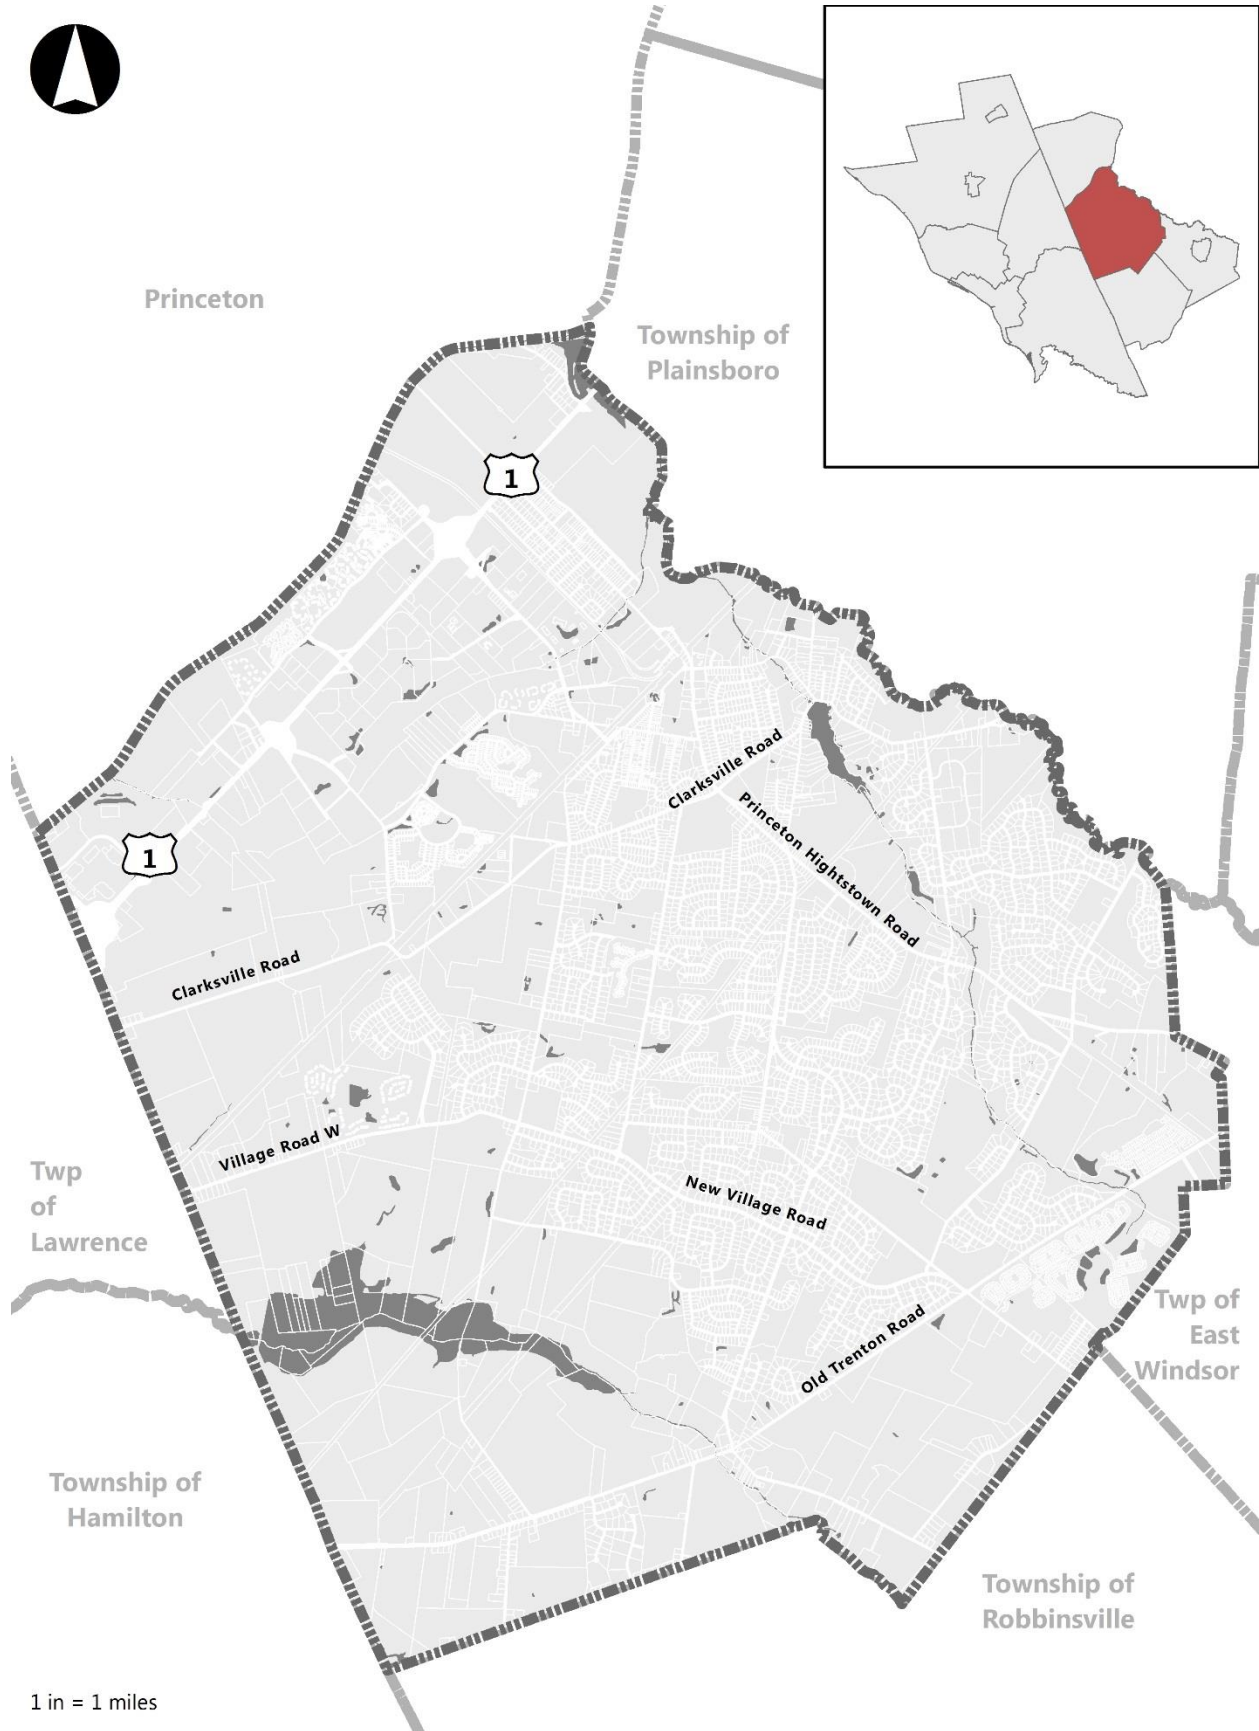 Princeton
Township of
Plainsboro
1
Clarksville Road
Princeton Hightstown Road
1
Clarksville Road
Village Road W
Twp
of
Lawrence
New Village Road
Old Trenton Road
Twp of
East
Windsor
Township of
Hamilton
Township of
Robbinsville
1 in = 1 miles